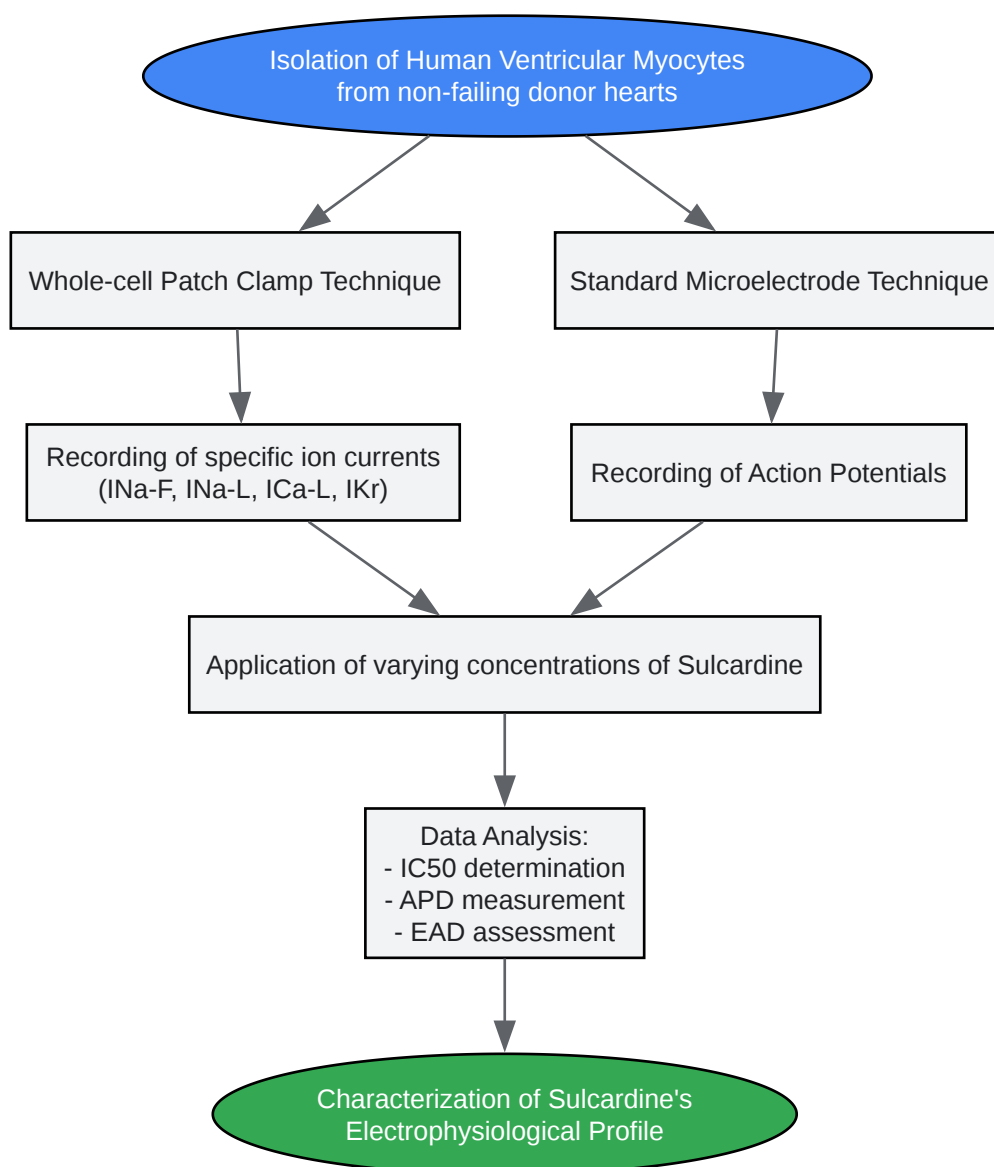 Isolation of Human Ventricular Myocytes
from non-failing donor hearts
Whole-cell Patch Clamp Technique
Standard Microelectrode Technique
Recording of specific ion currents
(INa-F, INa-L, ICa-L, IKr)
Recording of Action Potentials
Application of varying concentrations of Sulcardine
Data Analysis:
- IC50 determination
- APD measurement
- EAD assessment
Characterization of Sulcardine's
Electrophysiological Profile